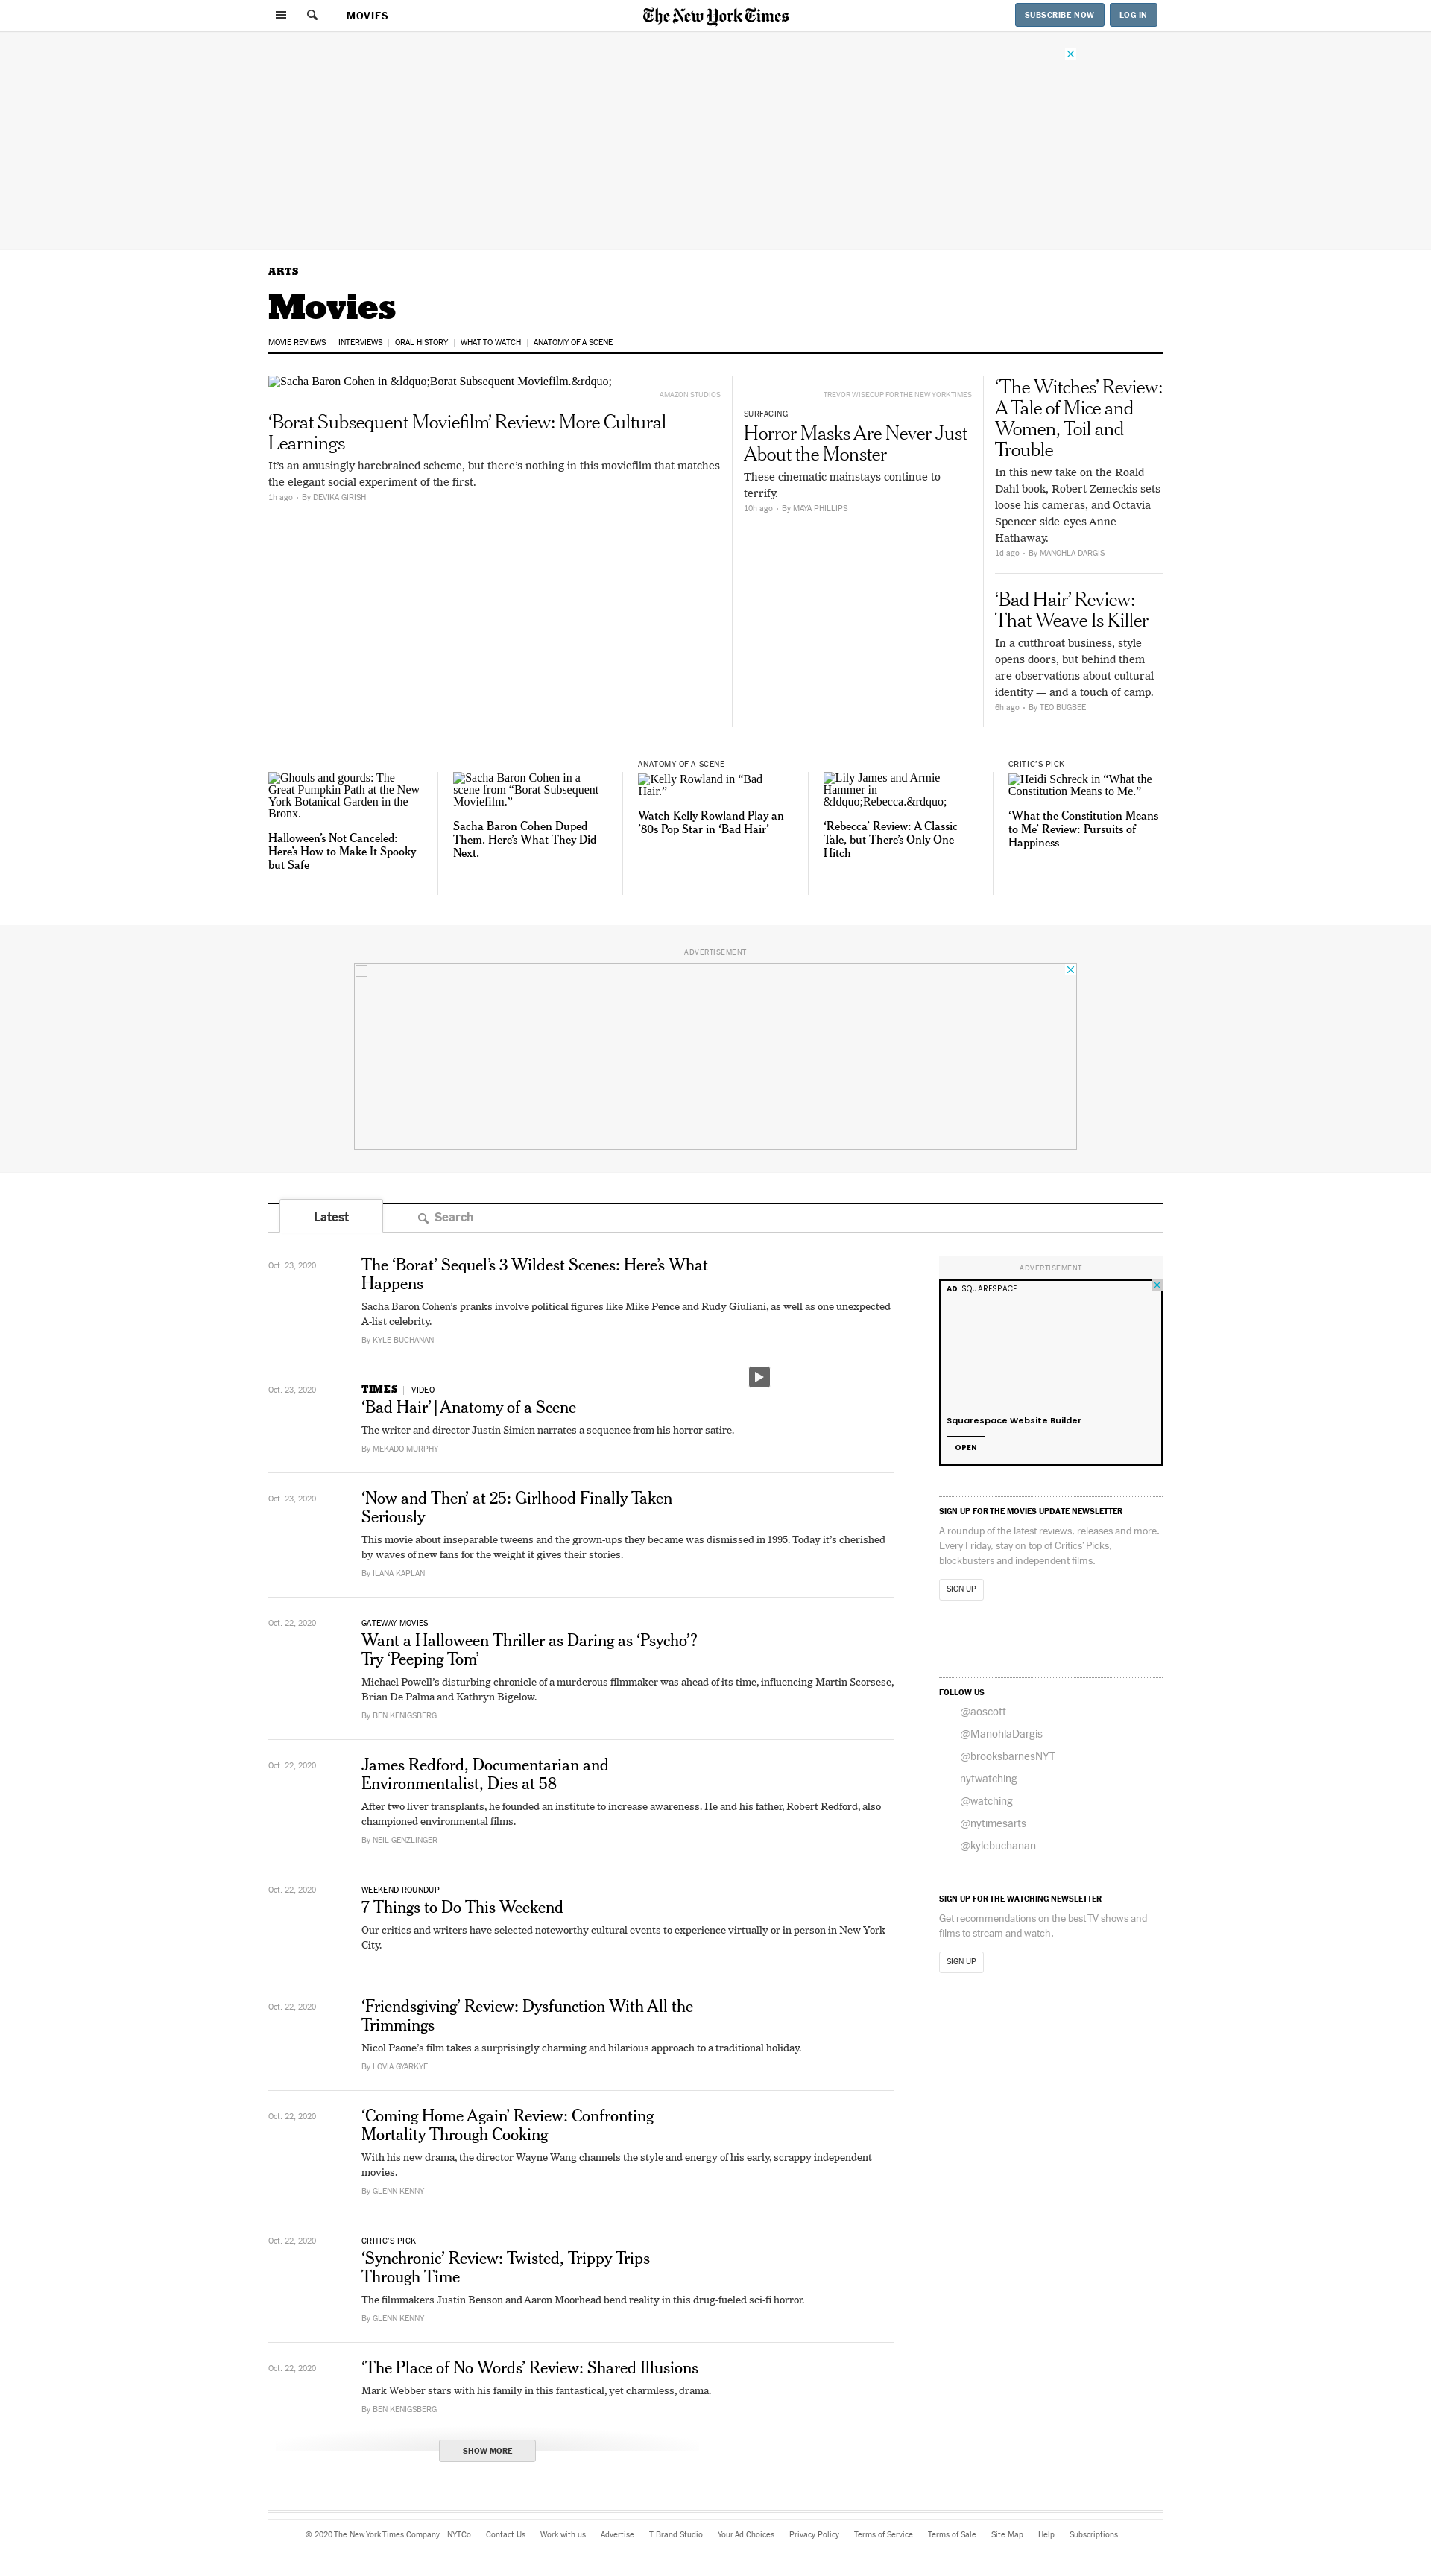 MOVIES
The New York Times
SUBSCRIBE NOW
LOG IN
ARTS
Movies
MOVIE REVIEWS
INTERVIEWS
ORAL HISTORY
WHAT TO WATCH
ANATOMY OF A SCENE
Sacha Baron Cohen in &ldquo;Borat Subsequent Moviefilm.&rdquo;
AMAZON STUDIOS
‘Borat Subsequent Moviefilm’ Review: More Cultural
Learnings
It’s an amusingly harebrained scheme, but there’s nothing in this moviefilm that matches
the elegant social experiment of the first.
1h ago • By DEVIKA GIRISH
TREVOR WISECUP FOR THE NEW YORK TIMES
SURFACING
Horror Masks Are Never Just
About the Monster
These cinematic mainstays continue to
terrify.
10h ago • By MAYA PHILLIPS
‘The Witches’ Review:
A Tale of Mice and
Women, Toil and
Trouble
In this new take on the Roald
Dahl book, Robert Zemeckis sets
loose his cameras, and Octavia
Spencer side-eyes Anne
Hathaway.
1d ago • By MANOHLA DARGIS
‘Bad Hair’ Review:
That Weave Is Killer
In a cutthroat business, style
opens doors, but behind them
are observations about cultural
identity — and a touch of camp.
6h ago • By TEO BUGBEE
Ghouls and gourds: The
Great Pumpkin Path at the New
York Botanical Garden in the
Bronx.
Halloween’s Not Canceled:
Here’s How to Make It Spooky
but Safe
Sacha Baron Cohen in a
scene from “Borat Subsequent
Moviefilm.”
Sacha Baron Cohen Duped
Them. Here’s What They Did
Next.
ANATOMY OF A SCENE
Kelly Rowland in “Bad
Hair.”
Watch Kelly Rowland Play an
’80s Pop Star in ‘Bad Hair’
Lily James and Armie
Hammer in
&ldquo;Rebecca.&rdquo;
‘Rebecca’ Review: A Classic
Tale, but There’s Only One
Hitch
CRITIC’S PICK
Heidi Schreck in “What the
Constitution Means to Me.”
‘What the Constitution Means
to Me’ Review: Pursuits of
Happiness
ADVERTISEMENT
Latest
Search
Oct. 23, 2020
The ‘Borat’ Sequel’s 3 Wildest Scenes: Here’s What
Happens
Sacha Baron Cohen’s pranks involve political figures like Mike Pence and Rudy Giuliani, as well as one unexpected
A-list celebrity.
By KYLE BUCHANAN
Oct. 23, 2020
TIMES | VIDEO
‘Bad Hair’ | Anatomy of a Scene
The writer and director Justin Simien narrates a sequence from his horror satire.
By MEKADO MURPHY
Oct. 23, 2020
‘Now and Then’ at 25: Girlhood Finally Taken
Seriously
This movie about inseparable tweens and the grown-ups they became was dismissed in 1995. Today it’s cherished
by waves of new fans for the weight it gives their stories.
By ILANA KAPLAN
Oct. 22, 2020
GATEWAY MOVIES
Want a Halloween Thriller as Daring as ‘Psycho’?
Try ‘Peeping Tom’
Michael Powell’s disturbing chronicle of a murderous filmmaker was ahead of its time, influencing Martin Scorsese,
Brian De Palma and Kathryn Bigelow.
By BEN KENIGSBERG
Oct. 22, 2020
James Redford, Documentarian and
Environmentalist, Dies at 58
After two liver transplants, he founded an institute to increase awareness. He and his father, Robert Redford, also
championed environmental films.
By NEIL GENZLINGER
Oct. 22, 2020
WEEKEND ROUNDUP
7 Things to Do This Weekend
Our critics and writers have selected noteworthy cultural events to experience virtually or in person in New York
City.
Oct. 22, 2020
‘Friendsgiving’ Review: Dysfunction With All the
Trimmings
Nicol Paone’s film takes a surprisingly charming and hilarious approach to a traditional holiday.
By LOVIA GYARKYE
Oct. 22, 2020
‘Coming Home Again’ Review: Confronting
Mortality Through Cooking
With his new drama, the director Wayne Wang channels the style and energy of his early, scrappy independent
movies.
By GLENN KENNY
Oct. 22, 2020
CRITIC’S PICK
‘Synchronic’ Review: Twisted, Trippy Trips
Through Time
The filmmakers Justin Benson and Aaron Moorhead bend reality in this drug-fueled sci-fi horror.
By GLENN KENNY
Oct. 22, 2020
‘The Place of No Words’ Review: Shared Illusions
Mark Webber stars with his family in this fantastical, yet charmless, drama.
By BEN KENIGSBERG
SHOW MORE
ADVERTISEMENT
AD SQUARESPACE
Squarespace Website Builder
OPEN
SIGN UP FOR THE MOVIES UPDATE NEWSLETTER
A roundup of the latest reviews, releases and more.
Every Friday, stay on top of Critics’ Picks,
blockbusters and independent films.
SIGN UP
FOLLOW US
@aoscott
@ManohlaDargis
@brooksbarnesNYT
nytwatching
@watching
@nytimesarts
@kylebuchanan
SIGN UP FOR THE WATCHING NEWSLETTER
Get recommendations on the best TV shows and
films to stream and watch.
SIGN UP
© 2020 The New York Times Company
NYTCo
Contact Us
Work with us
Advertise
T Brand Studio
Your Ad Choices
Privacy Policy
Terms of Service
Terms of Sale
Site Map
Help
Subscriptions